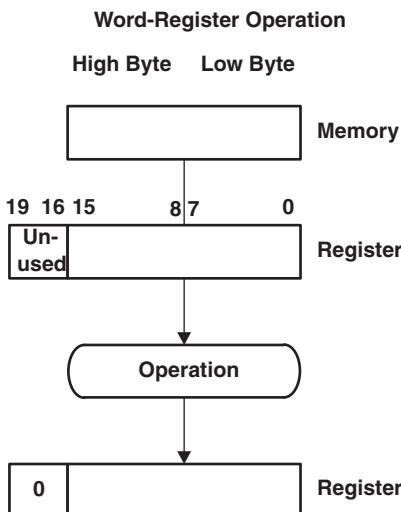 Word-Register Operation
High Byte Low Byte
Memory
19 16 15 8 7 0
Un-
used
Register
Operation
0
Register